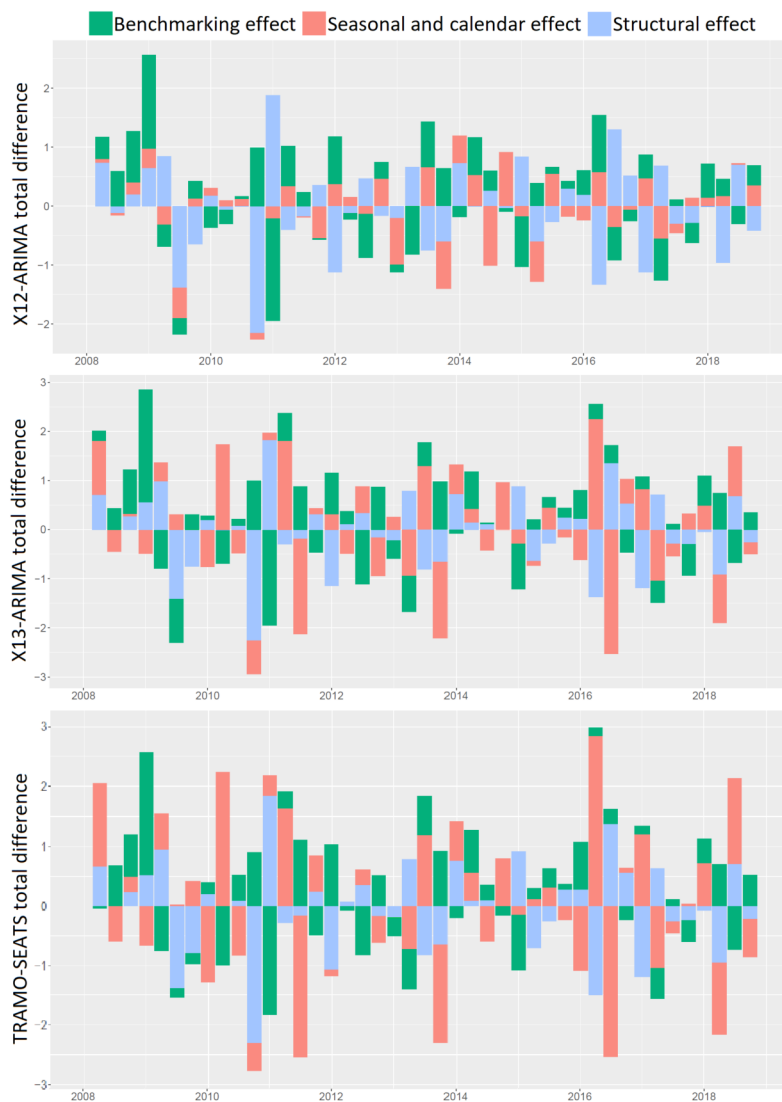 Benchmarking effect Seasonal and calendar effect Structural effect
X12-ARIMA total difference
2
1
0
−1
−2
2008 2010 2012 2014 2016 2018
X13-ARIMA total difference
3
2
1
0
−1
−2
−3
2008 2010 2012 2014 2016 2018
TRAMO-SEATS total difference
3
2
1
0
−1
−2
−3
2008 2010 2012 2014 2016 2018